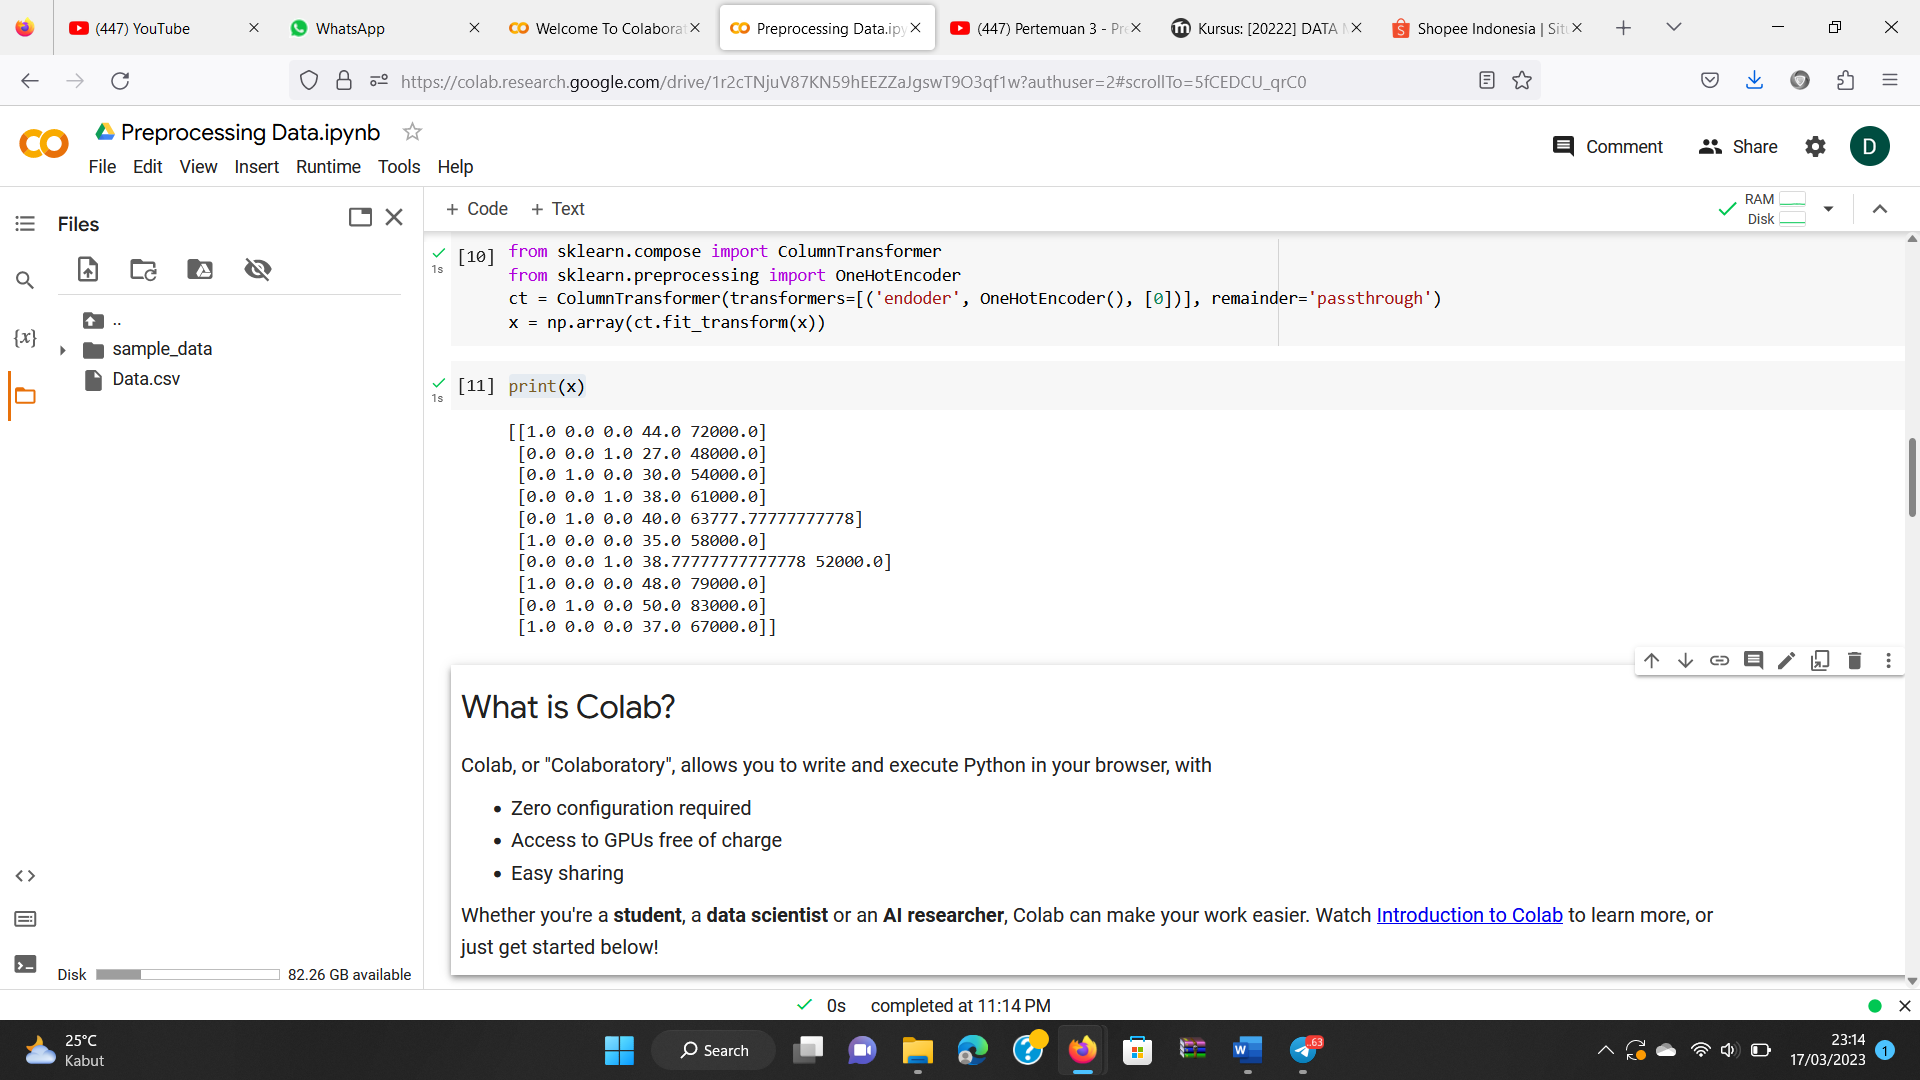 (447) YouTube
WhatsApp
Welcome To Colaborat
Preprocessing Data.ipy
(447) Pertemuan 3 - Pr
Kursus: [20222] DATA M
Shopee Indonesia | Sit
https://colab.research.google.com/drive/1r2cTNjuV87KN59hEEZZaJgswT9O3qf1w?authuser=2#scrollTo=5fCEDCU_qrC0
Preprocessing Data.ipynb
File Edit View Insert Runtime Tools Help
Comment
Share
D
Files
+ Code + Text
RAM
Disk
..
sample_data
Data.csv
{x}
1s
[10] from sklearn.compose import ColumnTransformer
from sklearn.preprocessing import OneHotEncoder
ct = ColumnTransformer(transformers=[('endoder', OneHotEncoder(), [0])], remainder='passthrough')
x = np.array(ct.fit_transform(x))
1s
[11] print(x)
[[1.0 0.0 0.0 44.0 72000.0]
[0.0 0.0 1.0 27.0 48000.0]
[0.0 1.0 0.0 30.0 54000.0]
[0.0 0.0 1.0 38.0 61000.0]
[0.0 1.0 0.0 40.0 63777.77777777778]
[1.0 0.0 0.0 35.0 58000.0]
[0.0 0.0 1.0 38.77777777777778 52000.0]
[1.0 0.0 0.0 48.0 79000.0]
[0.0 1.0 0.0 50.0 83000.0]
[1.0 0.0 0.0 37.0 67000.0]]
What is Colab?
Colab, or "Colaboratory", allows you to write and execute Python in your browser, with
• Zero configuration required
• Access to GPUs free of charge
• Easy sharing
Whether you're a student, a data scientist or an AI researcher, Colab can make your work easier. Watch Introduction to Colab to learn more, or
just get started below!
Disk 82.26 GB available
0s completed at 11:14 PM
25°C
Kabut
Search
63
23:14
17/03/2023
1